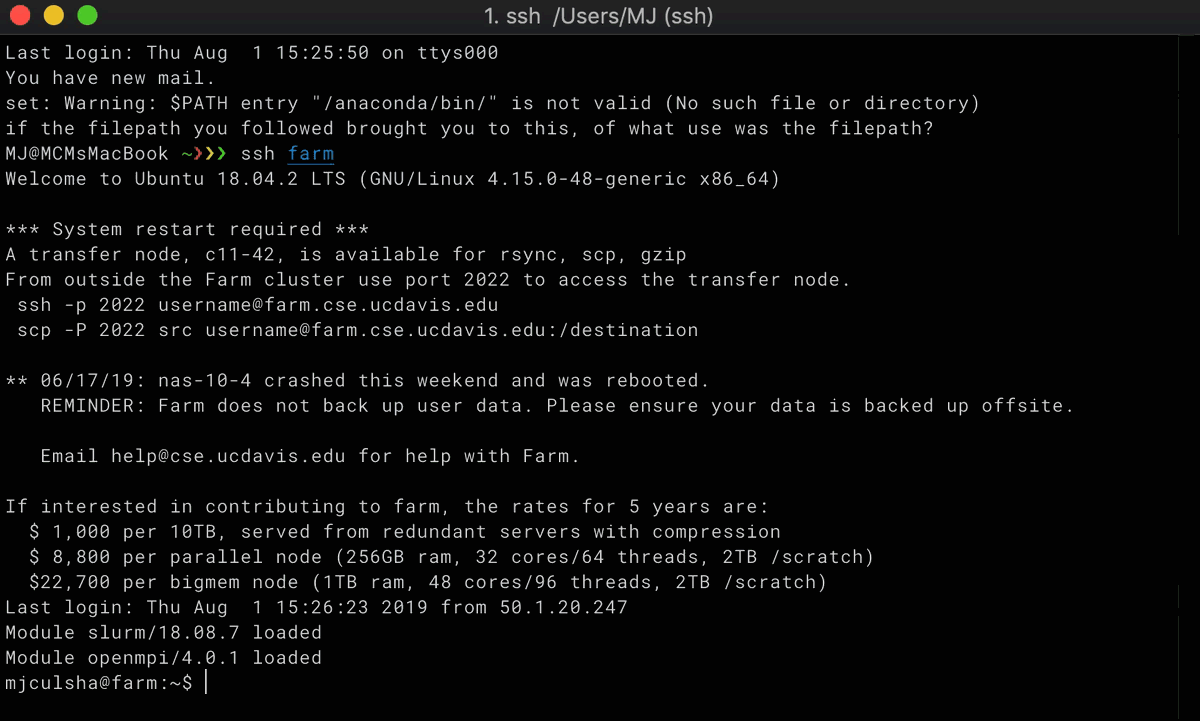 1. ssh  /Users/MJ (ssh)
Last login: Thu Aug  1 15:25:50 on ttys000
You have new mail.
set: Warning: $PATH entry "/anaconda/bin/" is not valid (No such file or directory)
if the filepath you followed brought you to this, of what use was the filepath?
MJ@MCMsMacBook ~❯❯❯ ssh farm
Welcome to Ubuntu 18.04.2 LTS (GNU/Linux 4.15.0-48-generic x86_64)

*** System restart required ***
A transfer node, c11-42, is available for rsync, scp, gzip
From outside the Farm cluster use port 2022 to access the transfer node.
 ssh -p 2022 username@farm.cse.ucdavis.edu
 scp -P 2022 src username@farm.cse.ucdavis.edu:/destination

** 06/17/19: nas-10-4 crashed this weekend and was rebooted.
   REMINDER: Farm does not back up user data. Please ensure your data is backed up offsite.

   Email help@cse.ucdavis.edu for help with Farm.

If interested in contributing to farm, the rates for 5 years are:
  $ 1,000 per 10TB, served from redundant servers with compression
  $ 8,800 per parallel node (256GB ram, 32 cores/64 threads, 2TB /scratch)
  $22,700 per bigmem node (1TB ram, 48 cores/96 threads, 2TB /scratch)
Last login: Thu Aug  1 15:26:23 2019 from 50.1.20.247
Module slurm/18.08.7 loaded
Module openmpi/4.0.1 loaded
mjculsha@farm:~$